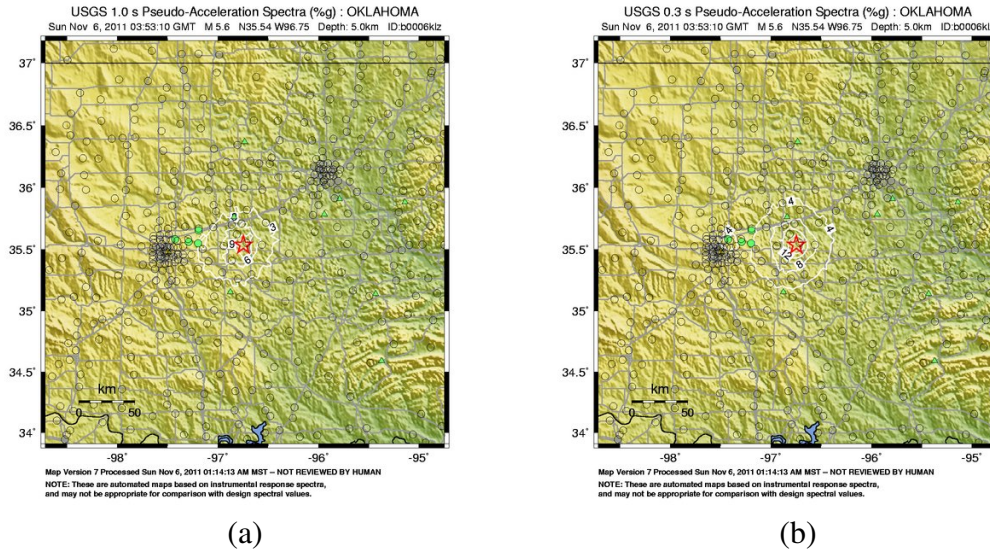 USGS 1.0 s Pseudo-Acceleration Spectra (%g) : OKLAHOMA
Sun Nov 6, 2011 03:53:10 GMT M 5.6 N35.54 W96.75 Depth: 5.0km ID:b0006klz
37°
36.5°
36°
35.5°
35°
34.5°
34°
3
9
6
km
0 50
-98° -97° -96° -95°
Map Version 7 Processed Sun Nov 6, 2011 01:14:13 AM MST -- NOT REVIEWED BY HUMAN
NOTE: These are automated maps based on instrumental response spectra,
and may not be appropriate for comparison with design spectral values.
(a)
USGS 0.3 s Pseudo-Acceleration Spectra (%g) : OKLAHOMA
Sun Nov 6, 2011 03:53:10 GMT M 5.6 N35.54 W96.75 Depth: 5.0km ID:b0006klz
37°
36.5°
36°
35.5°
35°
34.5°
34°
4
4
4
12
8
km
0 50
-98° -97° -96° -95°
Map Version 7 Processed Sun Nov 6, 2011 01:14:13 AM MST -- NOT REVIEWED BY HUMAN
NOTE: These are automated maps based on instrumental response spectra,
and may not be appropriate for comparison with design spectral values.
(b)